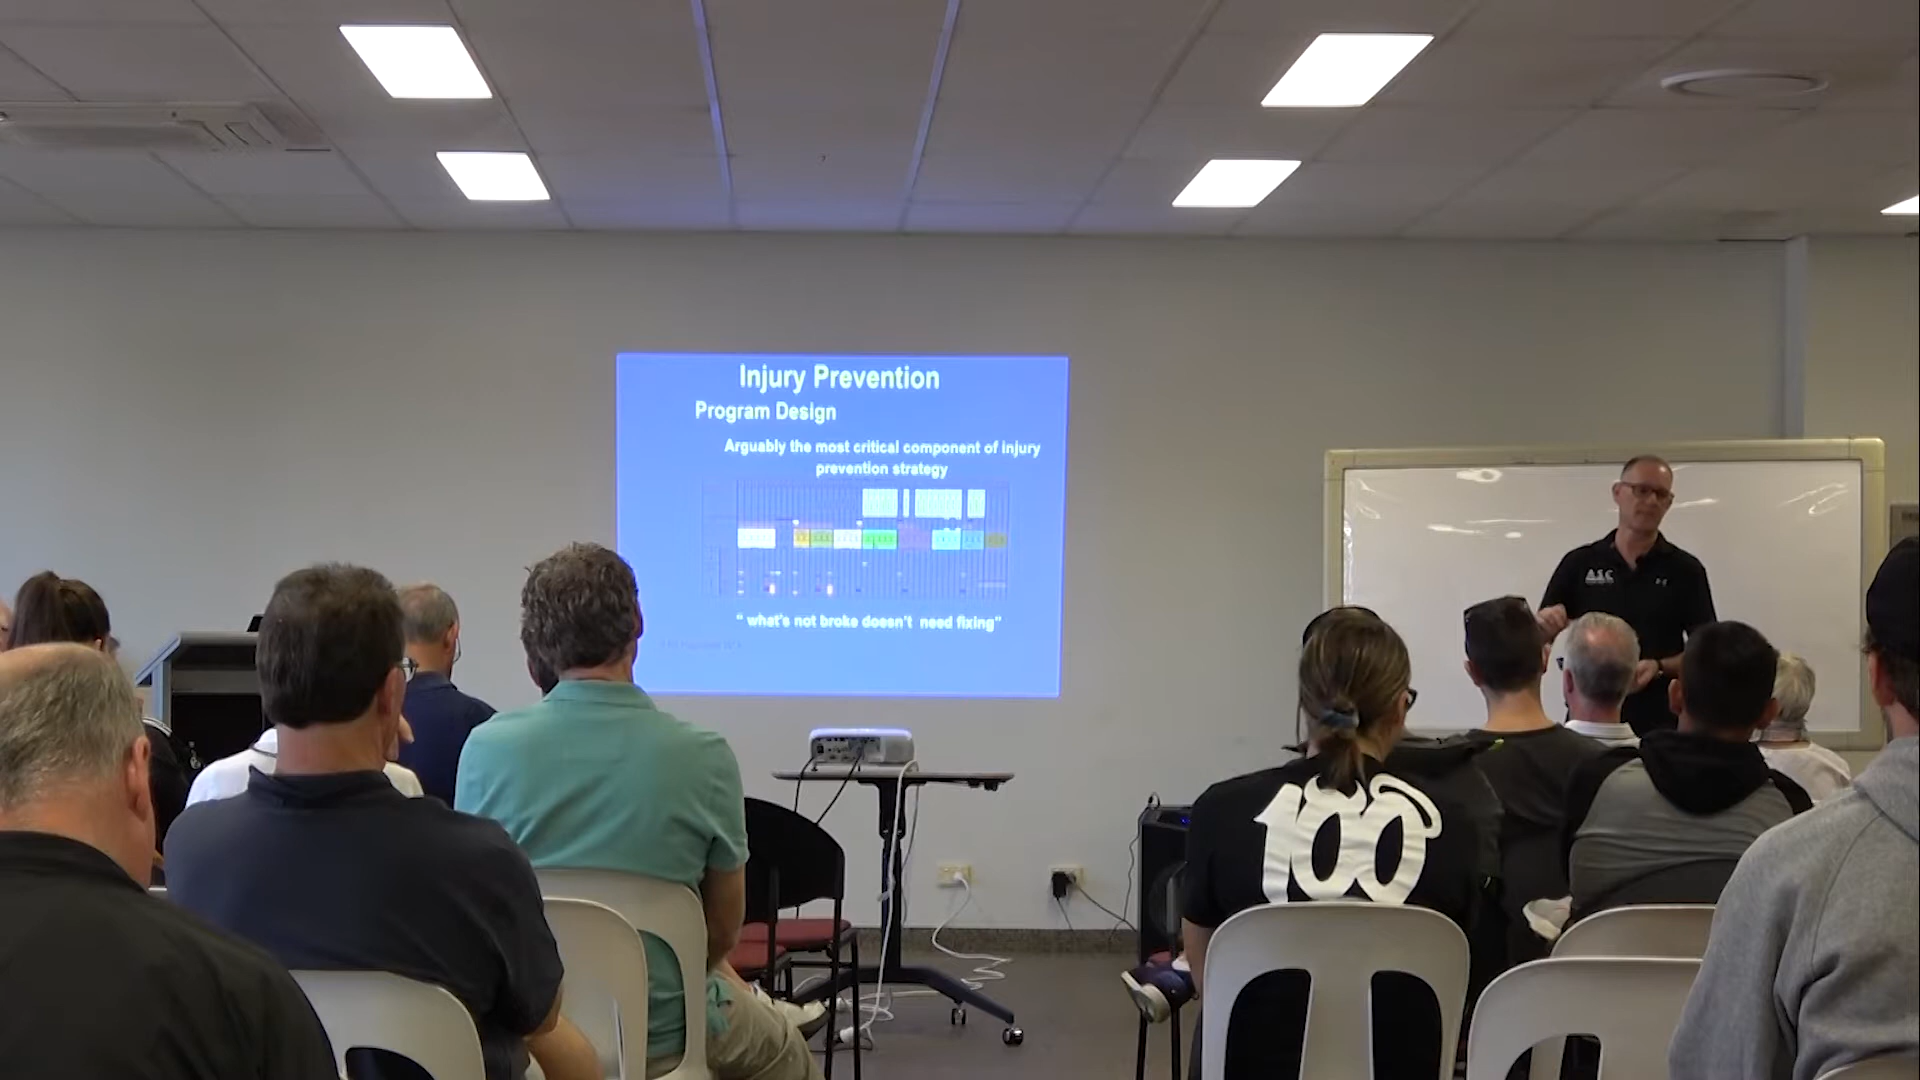 Injury Prevention
Program Design
Arguably the most critical component of injury
prevention strategy
“ what's not broke doesn't need fixing”
ASC
100